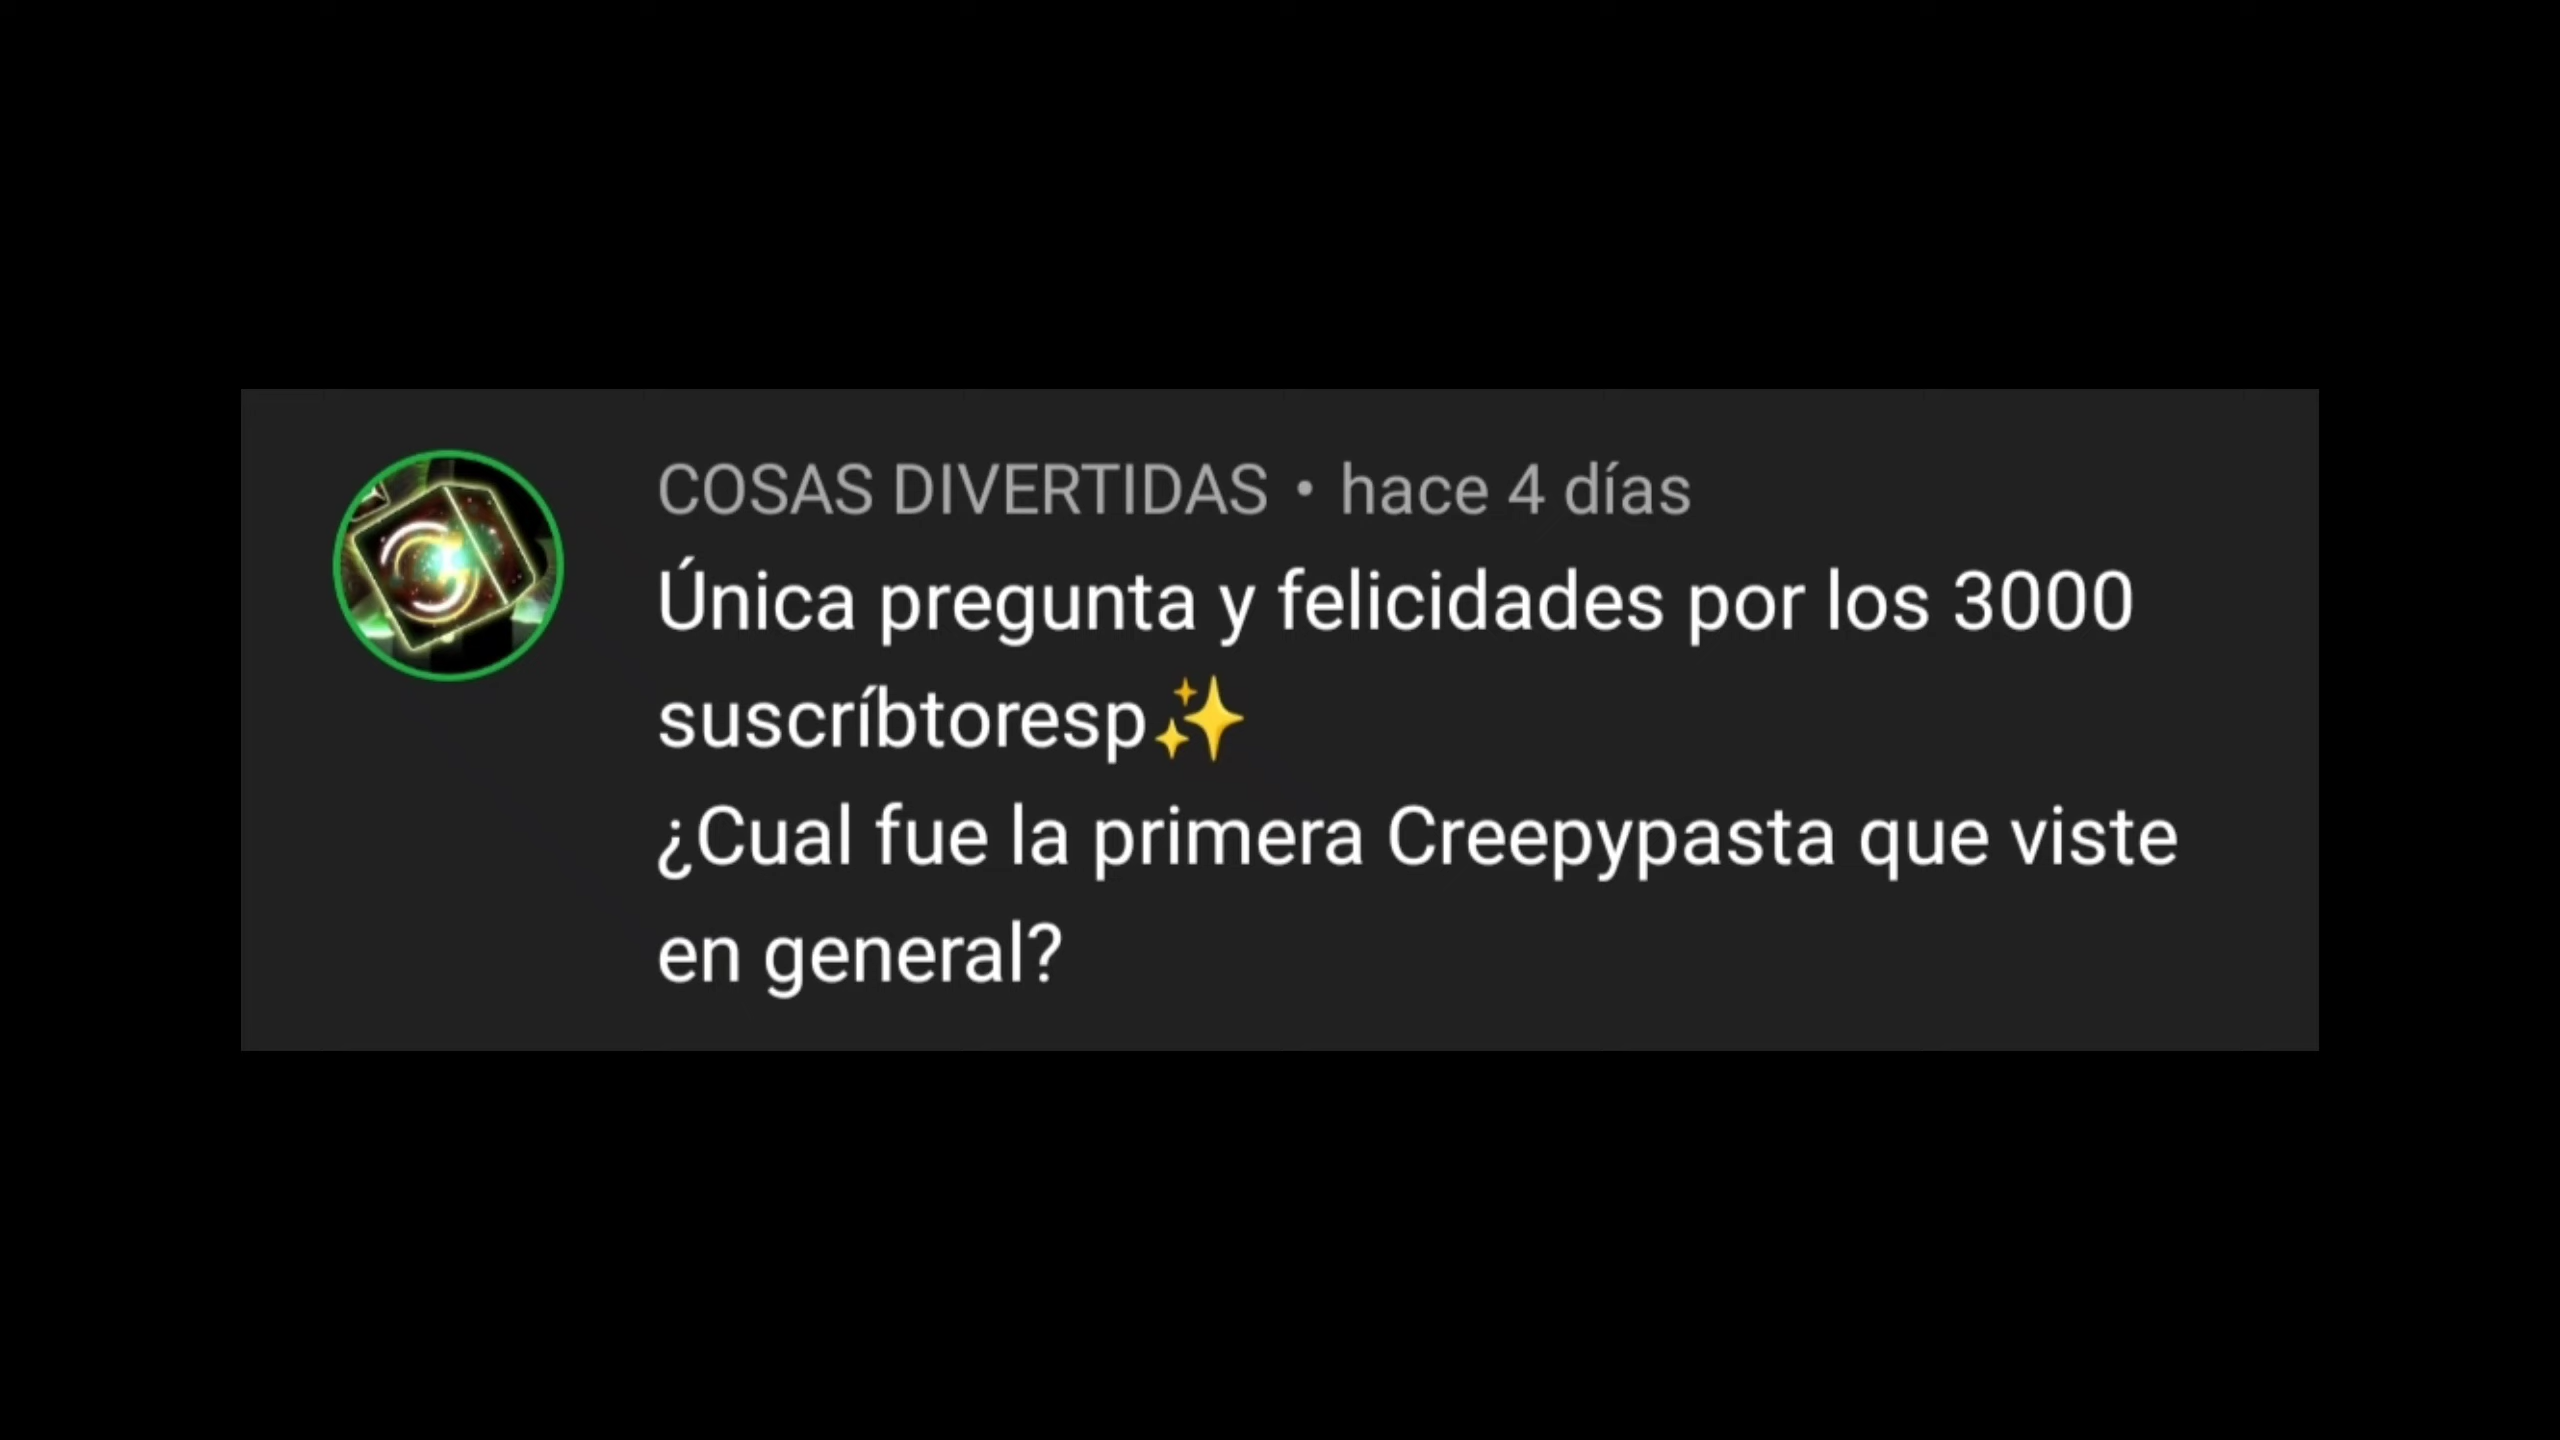 COSAS DIVERTIDAS • hace 4 días
Única pregunta y felicidades por los 3000
suscríbtoresp✨
¿Cual fue la primera Creepypasta que viste
en general?